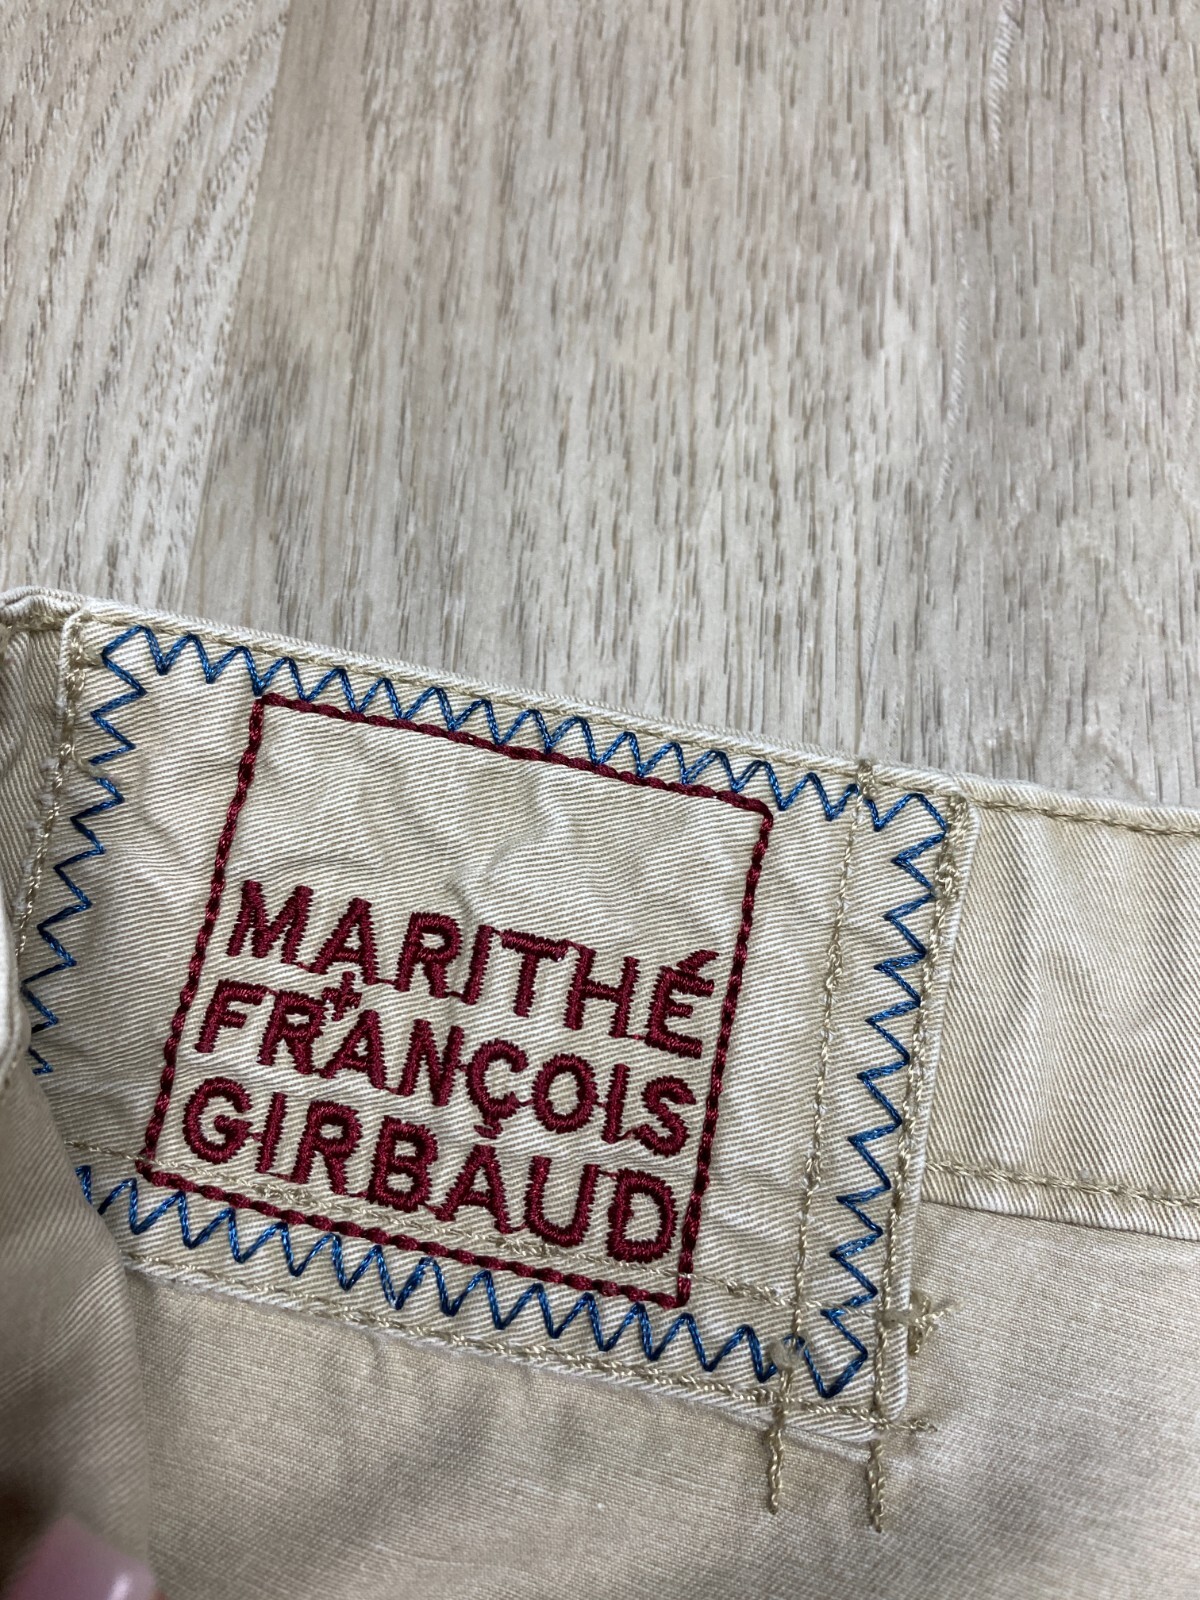 MARITHÉ
+
FRANÇOIS
GIRBAUD